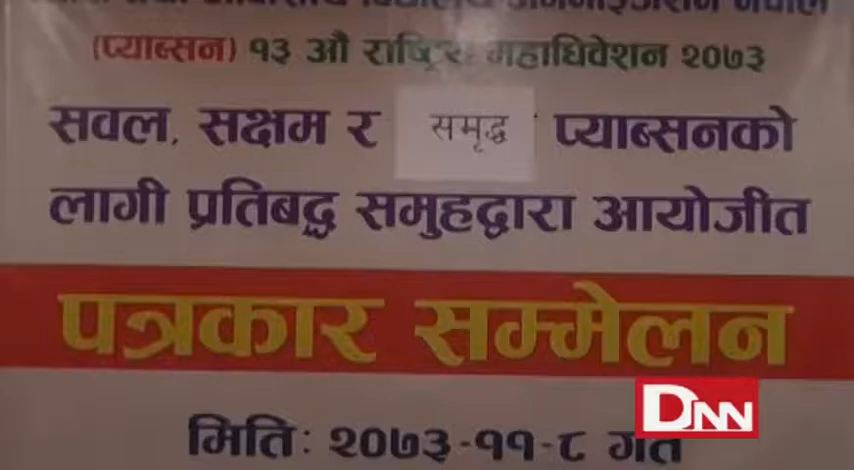 (प्याब्सन) १३ औ राष्ट्रिय महाधिवेशन २०७३
सवल, सक्षम र समृद्ध प्याब्सनको
लागी प्रतिबद्ध समुहद्वारा आयोजीत
पत्रकार सम्मेलन
मिति: २०७३-११-८ गते
DNN